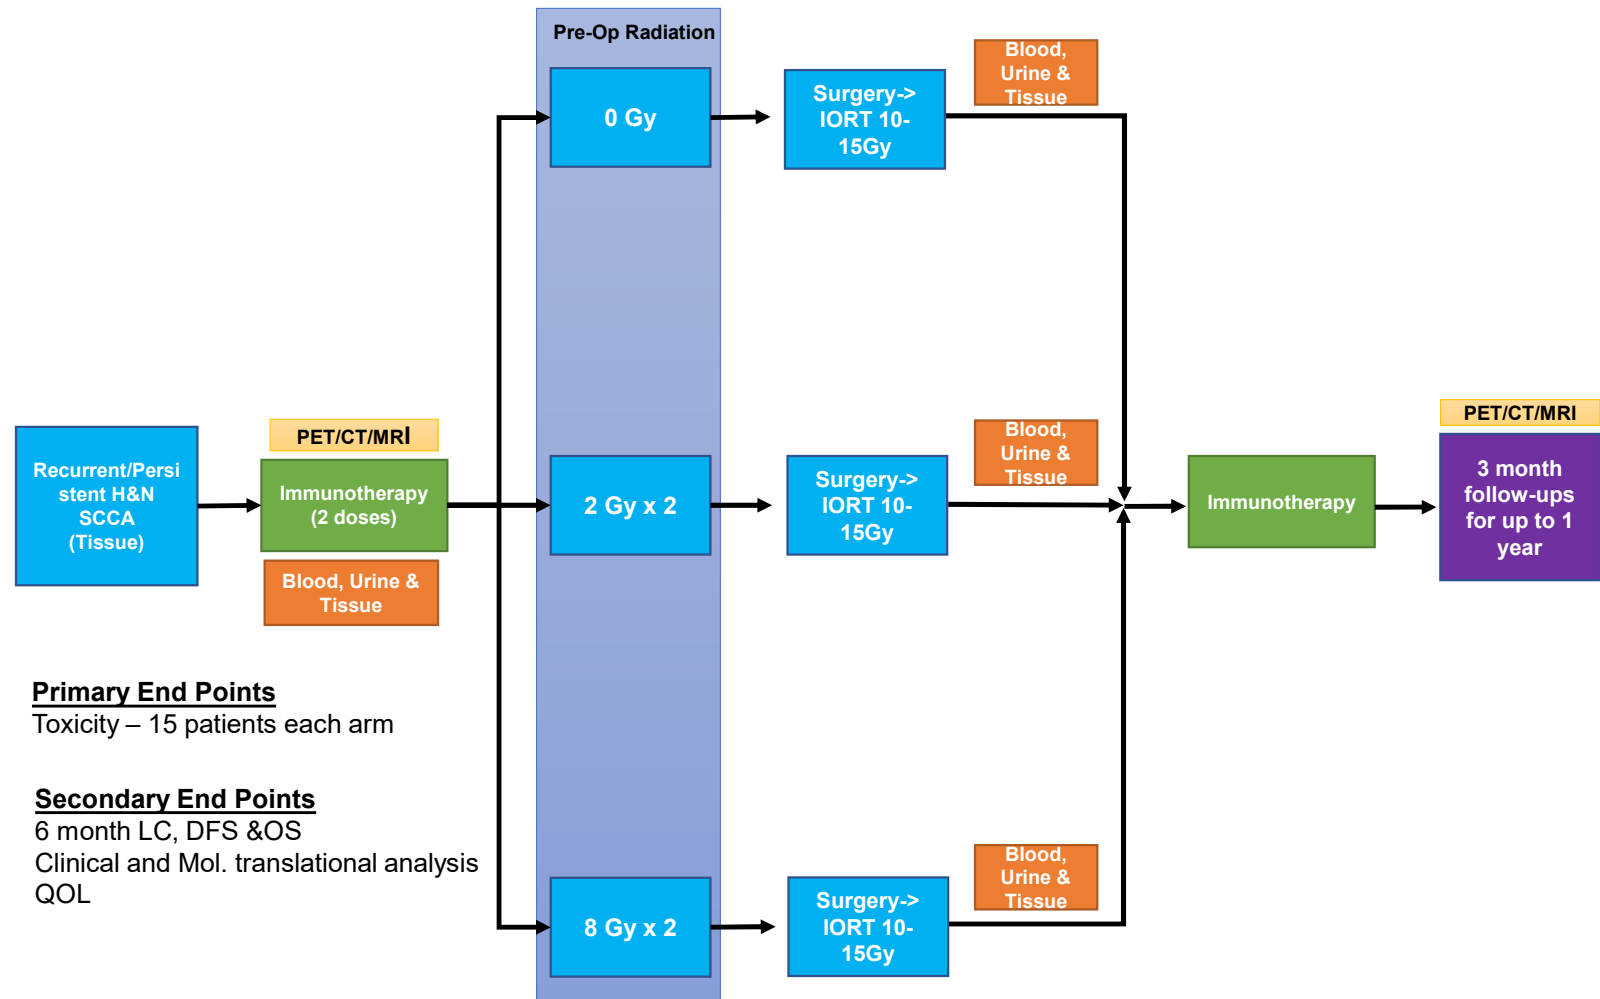 Pre-Op Radiation
0 Gy
Surgery->
IORT 10-
15Gy
Blood,
Urine &
Tissue
Recurrent/Persi
stent H&N
SCCA
(Tissue)
PET/CT/MRI
Immunotherapy
(2 doses)
Blood, Urine &
Tissue
2 Gy x 2
Surgery->
IORT 10-
15Gy
Blood,
Urine &
Tissue
Immunotherapy
PET/CT/MRI
3 month
follow-ups
for up to 1
year
Primary End Points
Toxicity – 15 patients each arm
Secondary End Points
6 month LC, DFS &OS
Clinical and Mol. translational analysis
QOL
8 Gy x 2
Surgery->
IORT 10-
15Gy
Blood,
Urine &
Tissue